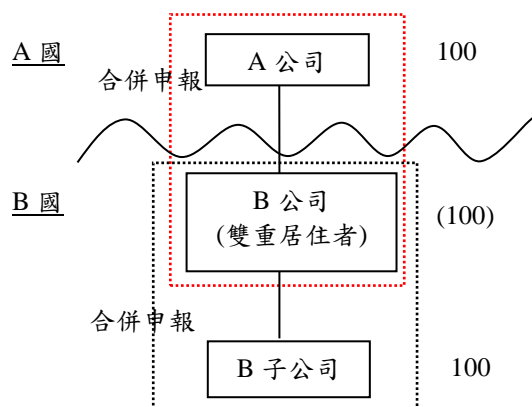 A 國
A 公司
100
合併申報
B 國
B 公司
(雙重居住者)
(100)
合併申報
B 子公司
100